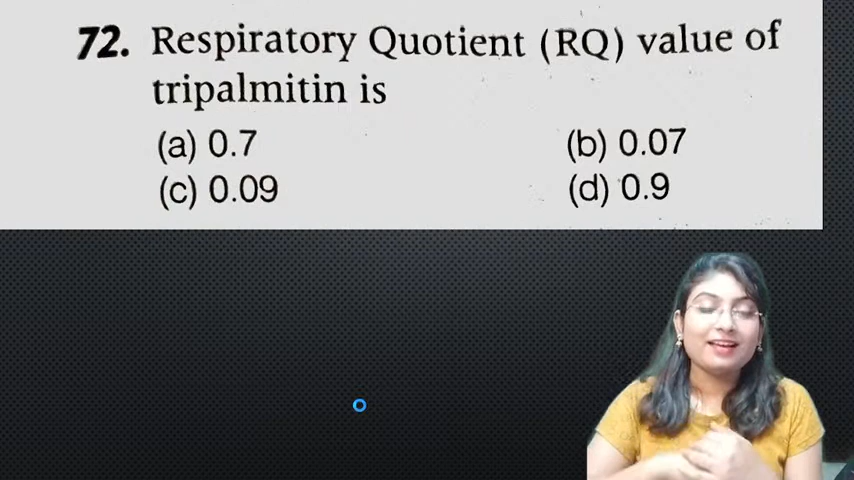 72. Respiratory Quotient (RQ) value of
tripalmitin is
(a) 0.7 (b) 0.07
(c) 0.09 (d) 0.9